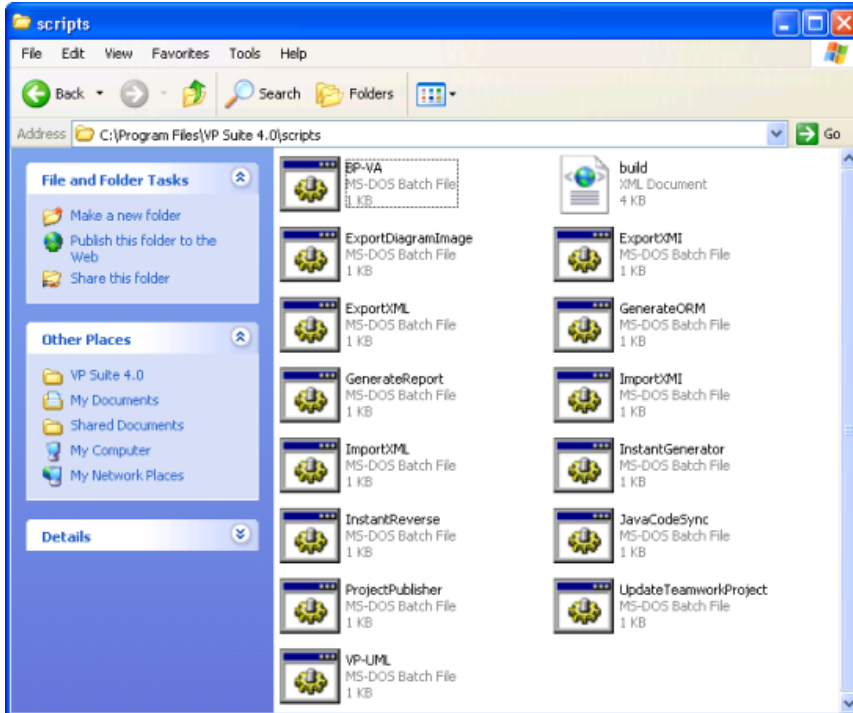 scripts
File Edit View Favorites Tools Help
Back Search Folders
Address C:\Program Files\VP Suite 4.0\scripts Go
File and Folder Tasks
Make a new folder
Publish this folder to the
Web
Share this folder
Other Places
VP Suite 4.0
My Documents
Shared Documents
My Computer
My Network Places
Details
BP-VA
MS-DOS Batch File
1 KB
build
XML Document
4 KB
ExportDiagramImage
MS-DOS Batch File
1 KB
ExportXMI
MS-DOS Batch File
1 KB
ExportXML
MS-DOS Batch File
1 KB
GenerateORM
MS-DOS Batch File
1 KB
GenerateReport
MS-DOS Batch File
1 KB
ImportXMI
MS-DOS Batch File
1 KB
ImportXML
MS-DOS Batch File
1 KB
InstantGenerator
MS-DOS Batch File
1 KB
InstantReverse
MS-DOS Batch File
1 KB
JavaCodeSync
MS-DOS Batch File
1 KB
ProjectPublisher
MS-DOS Batch File
1 KB
UpdateTeamworkProject
MS-DOS Batch File
1 KB
VP-UML
MS-DOS Batch File
1 KB